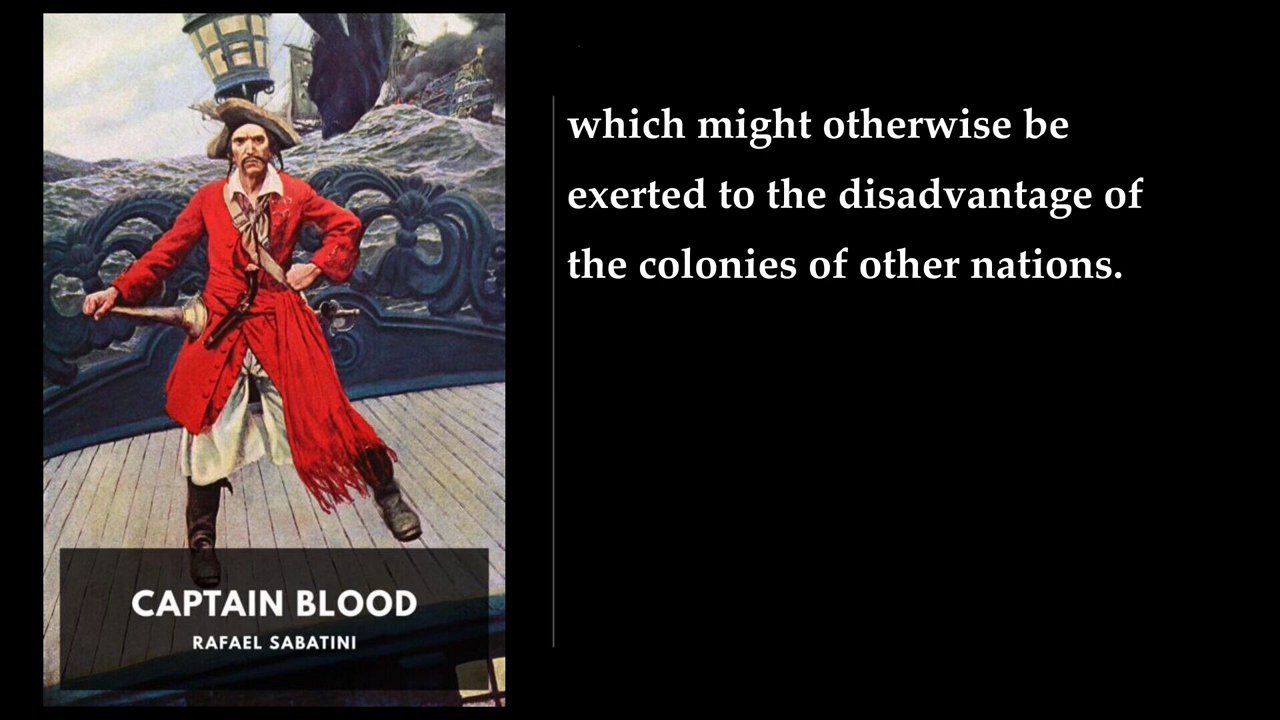 which might otherwise be
exerted to the disadvantage of
the colonies of other nations.
CAPTAIN BLOOD
RAFAEL SABATINI